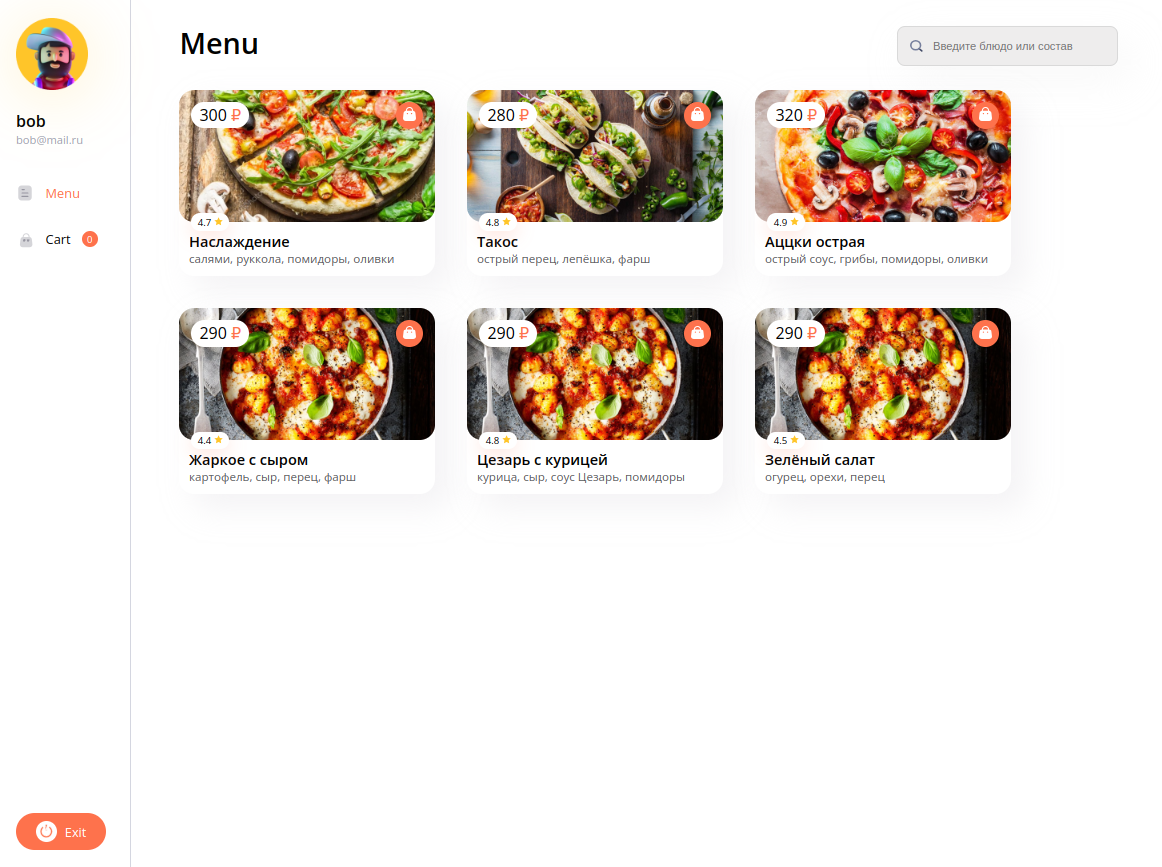 bob
bob@mail.ru
Menu
Cart
0
Exit
Menu
Введите блюдо или состав
300 ₽
4.7
Наслаждение
салями, руккола, помидоры, оливки
280 ₽
4.8
Такос
острый перец, лепёшка, фарш
320 ₽
4.9
Аццки острая
острый соус, грибы, помидоры, оливки
290 ₽
4.4
Жаркое с сыром
картофель, сыр, перец, фарш
290 ₽
4.8
Цезарь с курицей
курица, сыр, соус Цезарь, помидоры
290 ₽
4.5
Зелёный салат
огурец, орехи, перец